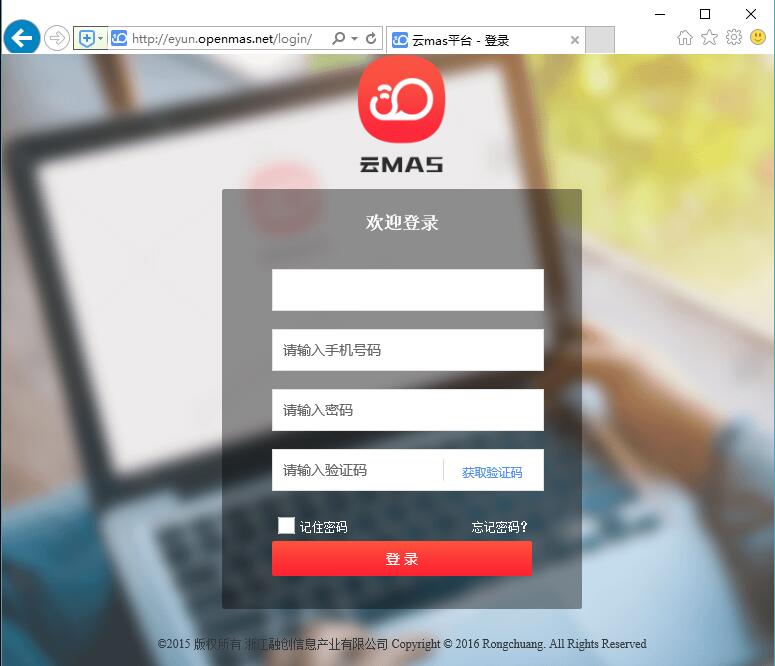 http://eyun.openmas.net/login/
云mas平台 - 登录
云MAS
欢迎登录
请输入手机号码
请输入密码
请输入验证码 获取验证码
记住密码 忘记密码?
登 录
©2015 版权所有 浙江融创信息产业有限公司 Copyright © 2016 Rongchuang. All Rights Reserved